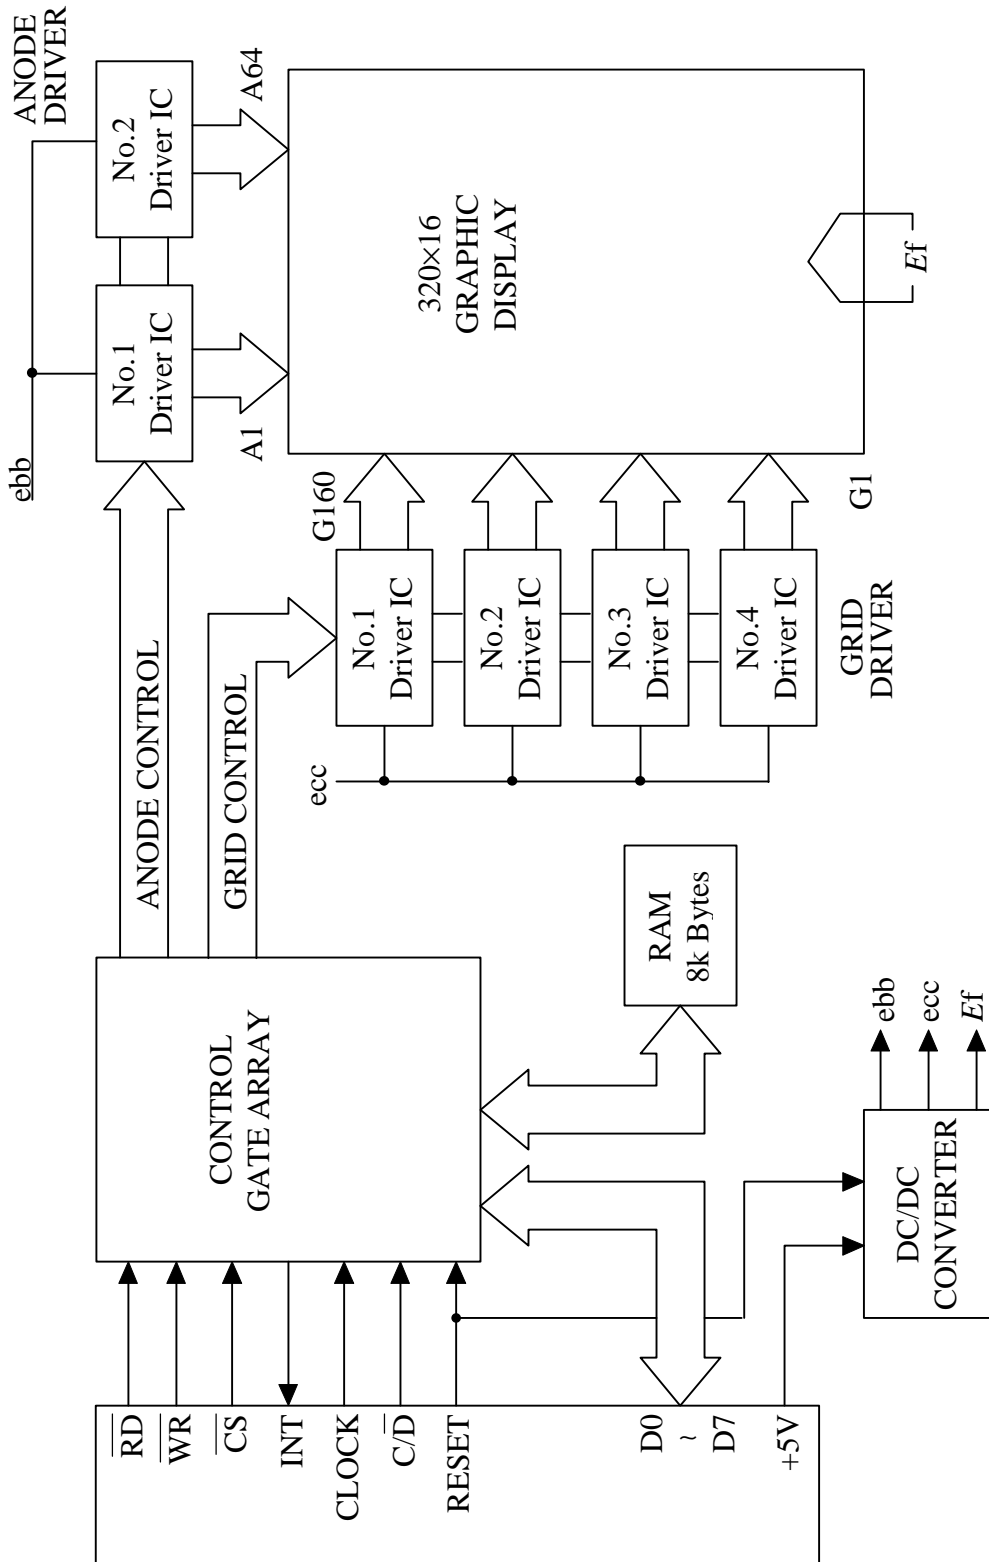 ANODE
DRIVER
ebb
No.1
Driver IC
No.2
Driver IC
A1
A64
ANODE CONTROL
GRID CONTROL
320×16
GRAPHIC
DISPLAY
Ef
G160
G1
No.1
Driver IC
No.2
Driver IC
No.3
Driver IC
No.4
Driver IC
GRID
DRIVER
ecc
CONTROL
GATE ARRAY
RAM
8k Bytes
R̅D̅
W̅R̅
C̅S̅
INT
CLOCK
C/D̅
RESET
D0
~
D7
+5V
DC/DC
CONVERTER
ebb
ecc
Ef